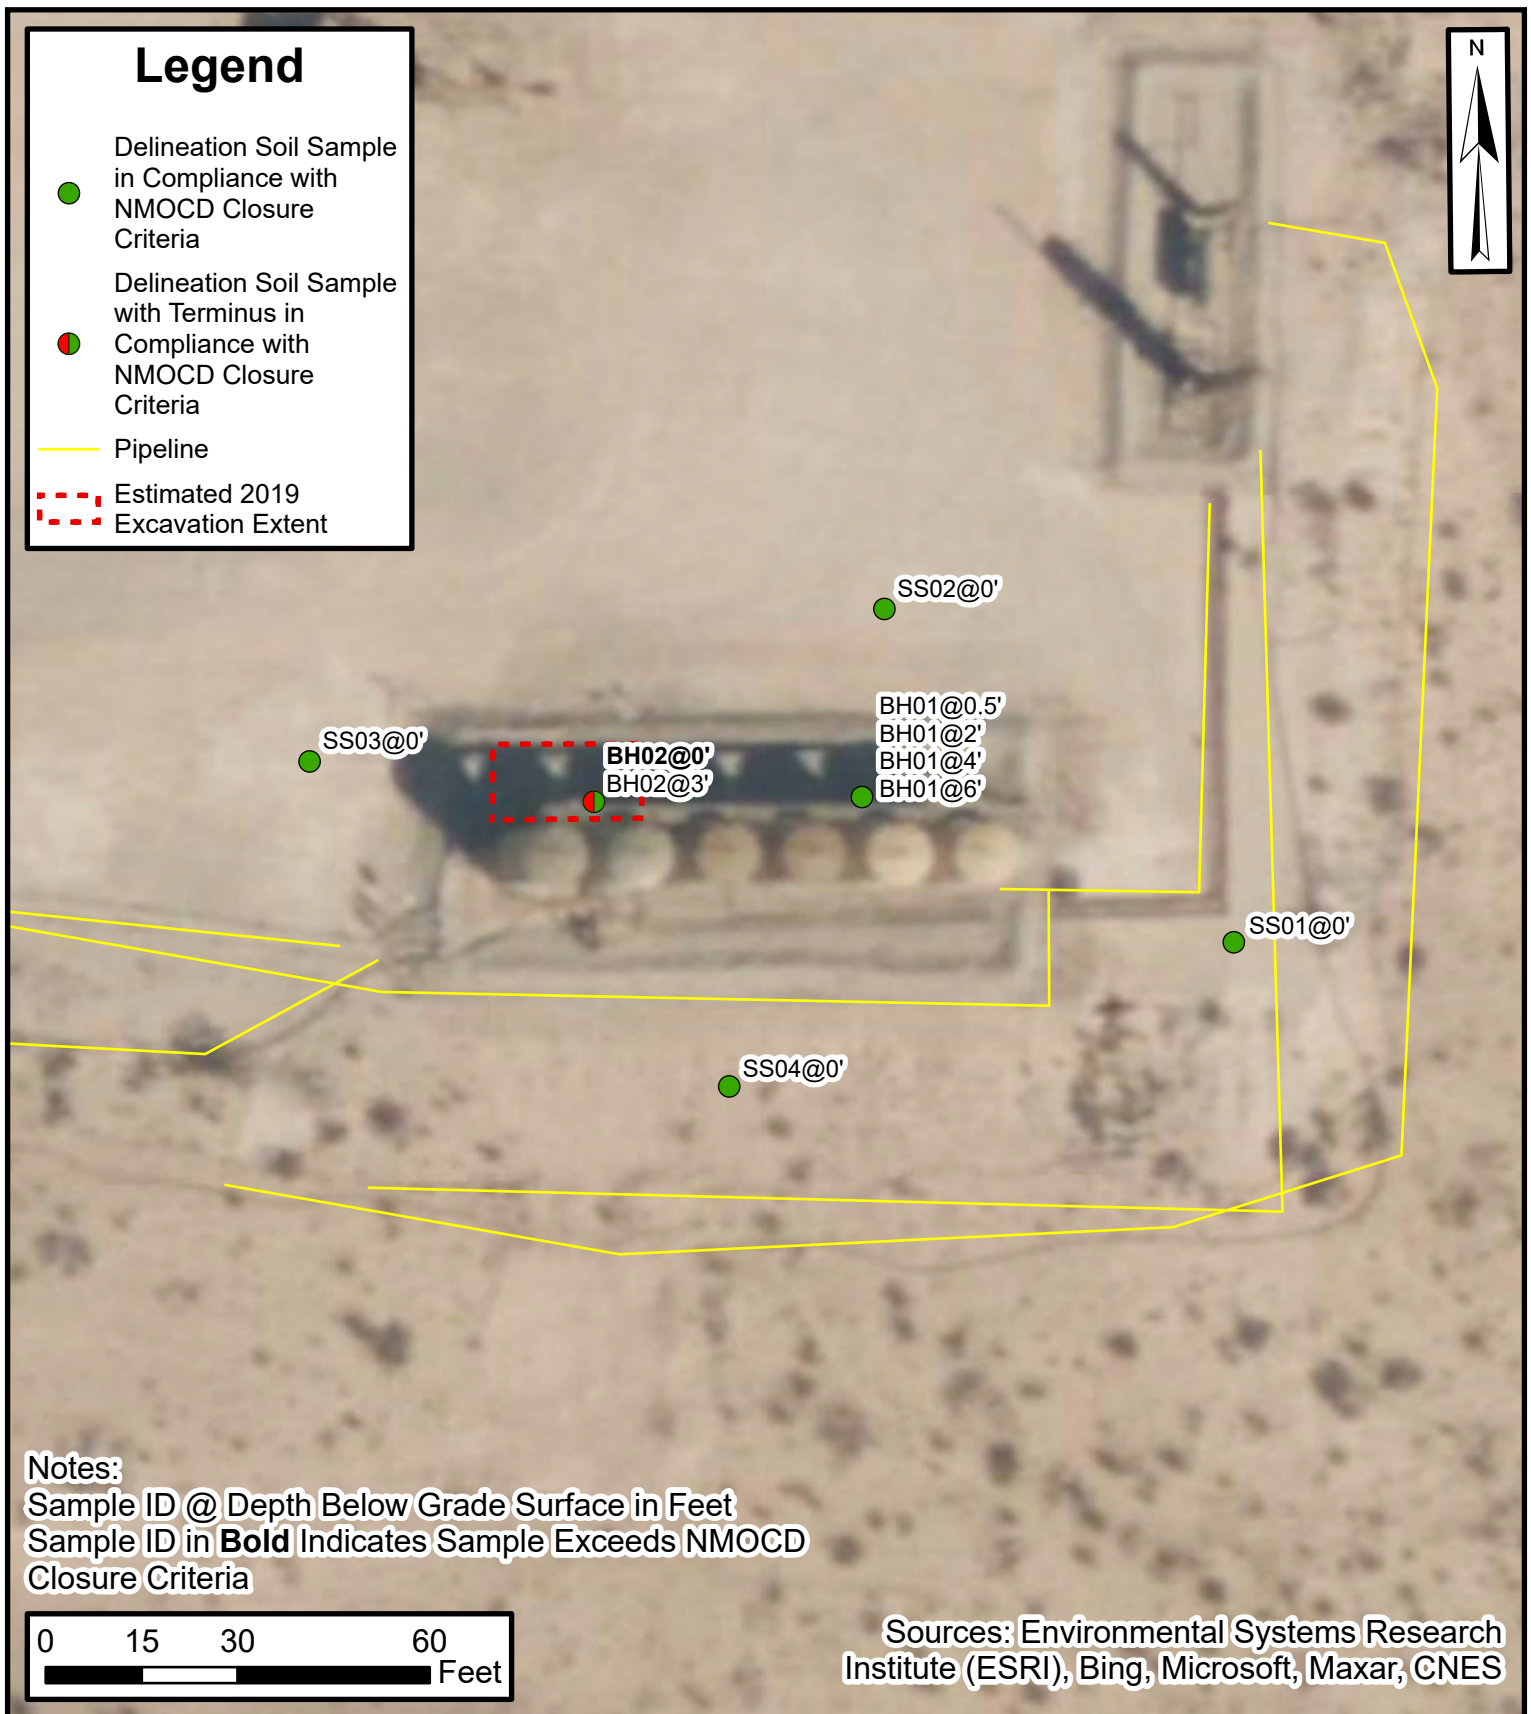 Legend
Delineation Soil Sample
in Compliance with
NMOCD Closure
Criteria
Delineation Soil Sample
with Terminus in
Compliance with
NMOCD Closure
Criteria
Pipeline
Estimated 2019
Excavation Extent
N
SS02@0'
BH01@0.5'
BH01@2'
BH01@4'
BH01@6'
SS03@0'
BH02@0'
BH02@3'
SS01@0'
SS04@0'
Notes:
Sample ID @ Depth Below Grade Surface in Feet
Sample ID in Bold Indicates Sample Exceeds NMOCD
Closure Criteria
0 15 30 60
Feet
Sources: Environmental Systems Research
Institute (ESRI), Bing, Microsoft, Maxar, CNES